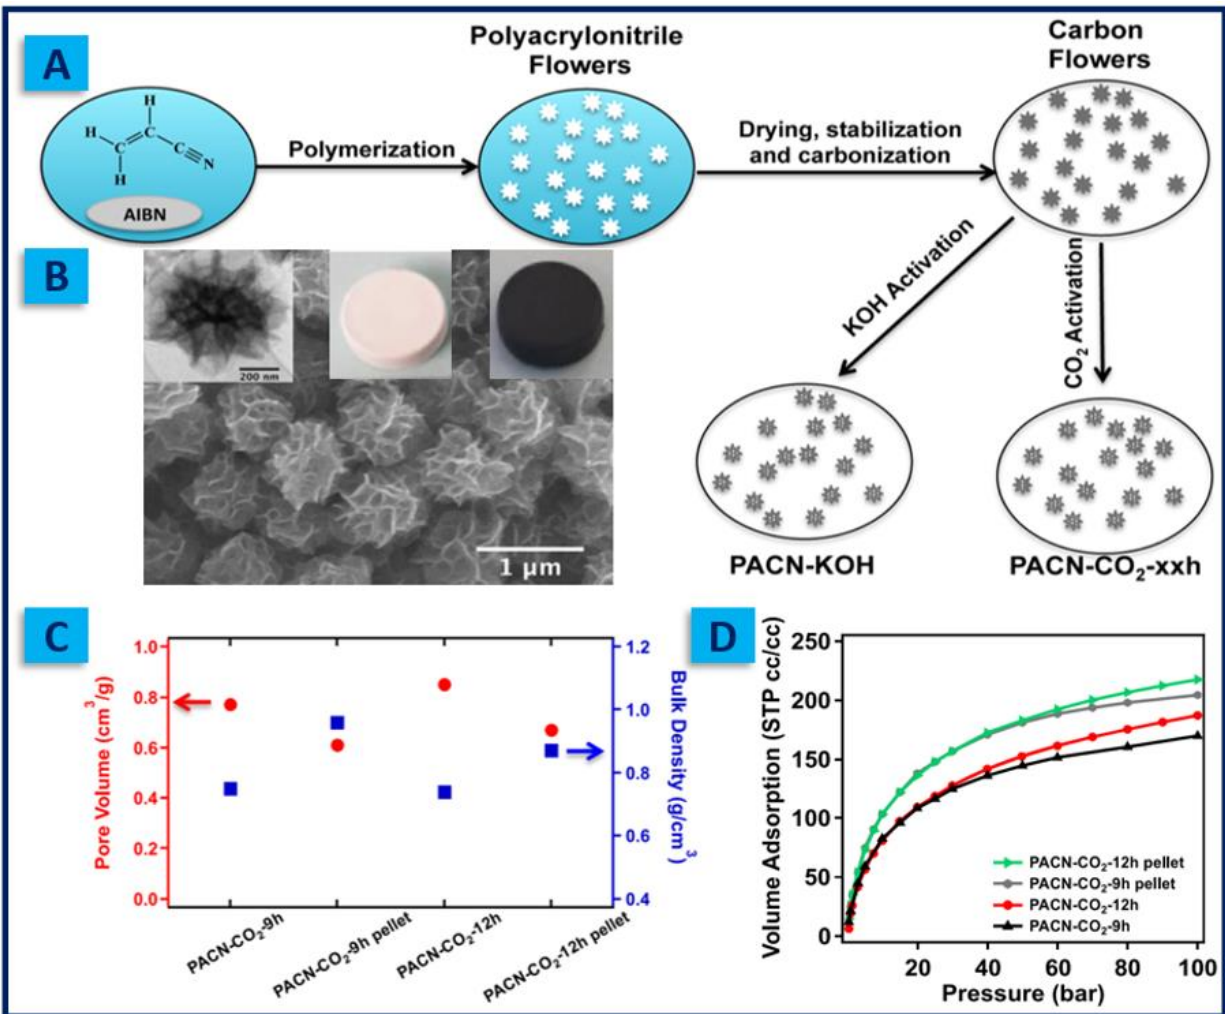 A
Polyacrylonitrile
Flowers
Carbon
Flowers
H
H
C
C
C
N
H
AIBN
Polymerization
Drying, stabilization
and carbonization
KOH Activation
CO₂ Activation
PACN-KOH
PACN-CO₂-xxh
B
200 nm
1 µm
C
Pore Volume (cm³/g)
1.0
0.8
0.6
0.4
0.2
0.0
1.2
1.0
0.8
0.6
0.4
Bulk Density (g/cm³)
PACN-CO₂-9h
PACN-CO₂-9h pellet
PACN-CO₂-12h
PACN-CO₂-12h pellet
D
Volume Adsorption (STP cc/cc)
250
200
150
100
50
0
PACN-CO₂-12h pellet
PACN-CO₂-9h pellet
PACN-CO₂-12h
PACN-CO₂-9h
20
40
60
80
100
Pressure (bar)